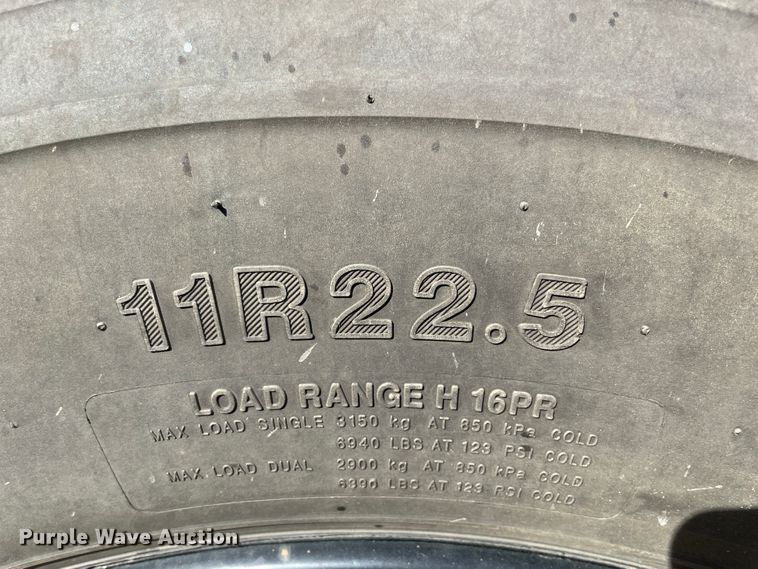 11R22.5
LOAD RANGE H 16PR
MAX LOAD SINGLE 3150 kg AT 850 kPa COLD
6940 LBS AT 123 PSI COLD
MAX. LOAD DUAL 2900 kg AT 850 kPa COLD
6390 LBS AT 123 PSI COLD
Purple Wave Auction